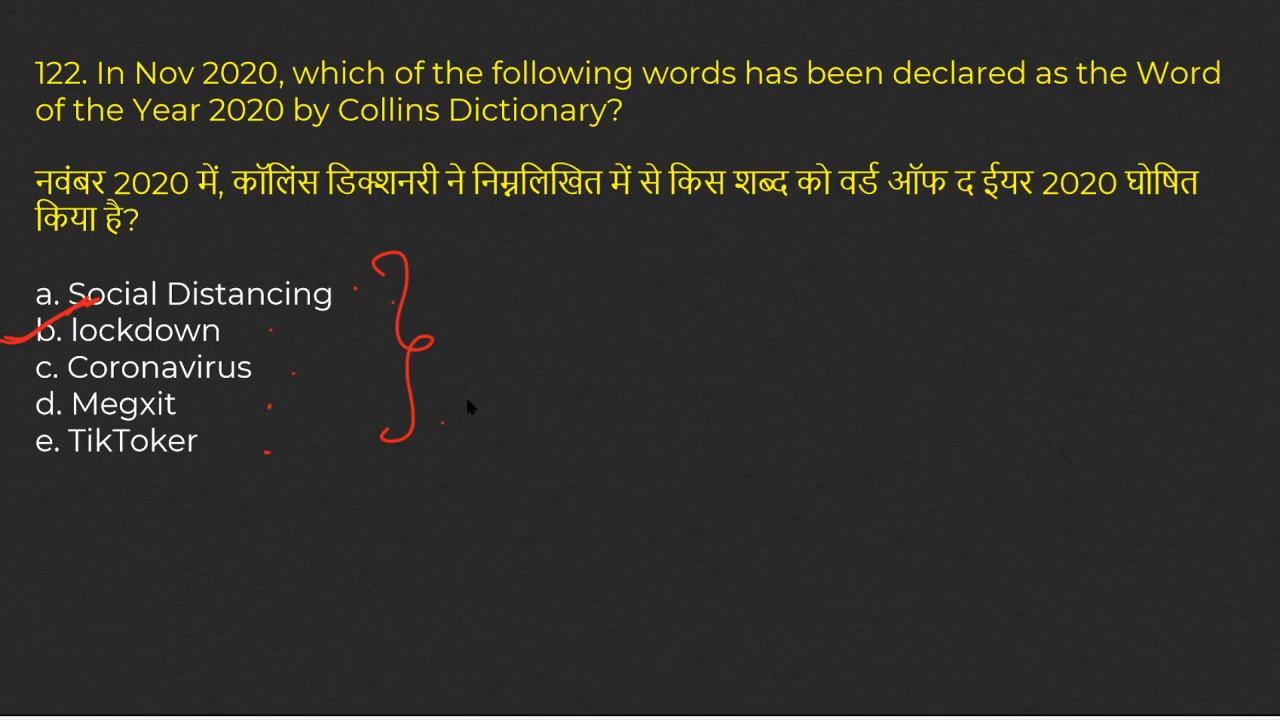 122. In Nov 2020, which of the following words has been declared as the Word
of the Year 2020 by Collins Dictionary?
नवंबर 2020 में, कॉलिंस डिक्शनरी ने निम्नलिखित में से किस शब्द को वर्ड ऑफ द ईयर 2020 घोषित
किया है?
a. Social Distancing
b. lockdown
c. Coronavirus
d. Megxit
e. TikToker